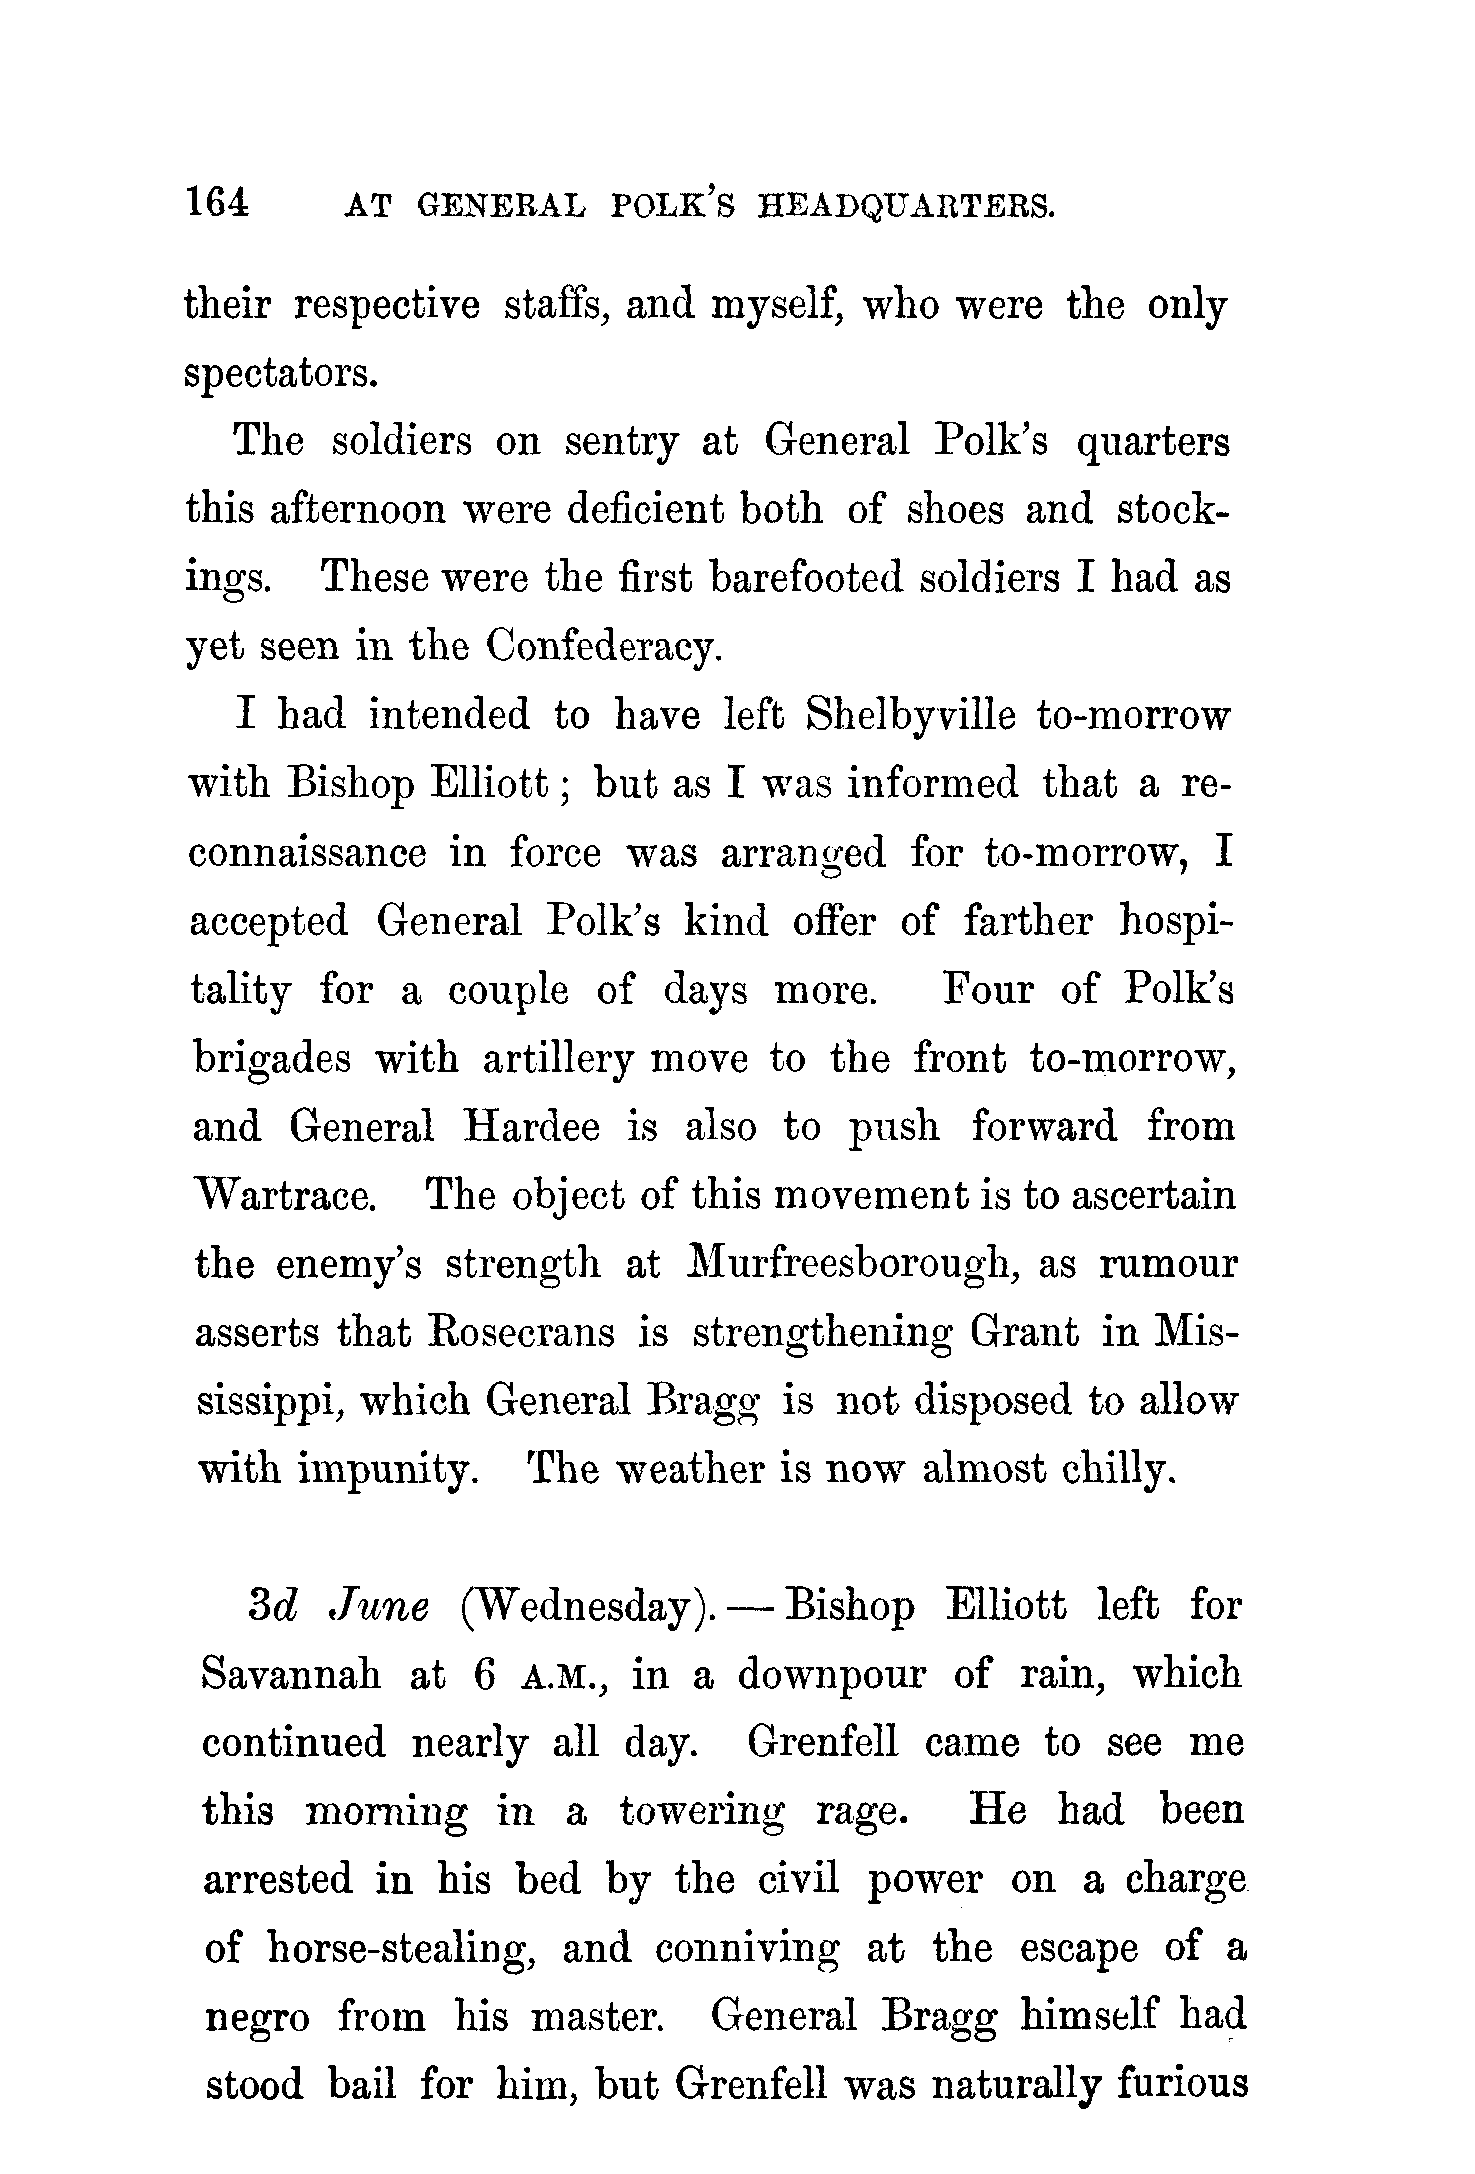 164 AT GENERAL POLK'S HEADQUARTERS.
their respective staffs, and myself, who were the only
spectators.
The soldiers on sentry at General Polk's quarters
this afternoon were deficient both of shoes and stock-
ings. These were the first barefooted soldiers I had as
yet seen in the Confederacy.
I had intended to have left Shelbyville to-morrow
with Bishop Elliott ; but as I was informed that a re-
connaissance in force was arranged for to-morrow, I
accepted General Polk's kind offer of farther hospi-
tality for a couple of days more. Four of Polk's
brigades with artillery move to the front to-morrow,
and General Hardee is also to push forward from
Wartrace. The object of this movement is to ascertain
the enemy's strength at Murfreesborough, as rumour
asserts that Rosecrans is strengthening Grant in Mis-
sissippi, which General Bragg is not disposed to allow
with impunity. The weather is now almost chilly.
3d June (Wednesday). — Bishop Elliott left for
Savannah at 6 A.M., in a downpour of rain, which
continued nearly all day. Grenfell came to see me
this morning in a towering rage. He had been
arrested in his bed by the civil power on a charge
of horse-stealing, and conniving at the escape of a
negro from his master. General Bragg himself had
stood bail for him, but Grenfell was naturally furious